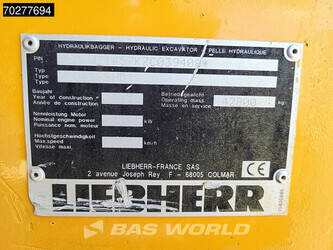 70277694
HYDRAULIKBAGGER - HYDRAULIC EXCAVATOR - PELLE HYDRAULIQUE
PIN
Typ
Type
Type
Baujahr
Year of construction
Année de construction
Betriebsgewicht
Operating mass
Masse en service
42800
kg
Nennleistung Motor
Nominal engine power
Puissance nom. moteur
kW
Höchstgeschwindigkeit
Max. speed
Vitesse maxi.
km/h
CE
LIEBHERR-FRANCE SAS
2 avenue Joseph Rey F - 68005 COLMAR
LIEBHERR
BAS WORLD